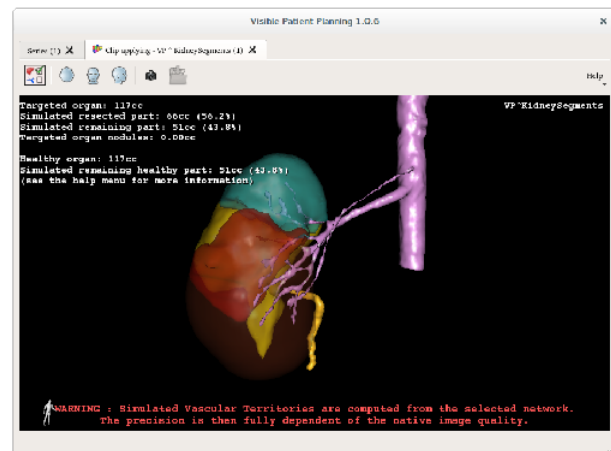 Visible Patient Planning 1.0.6
Series (1)
Clip applying - VP^KidneySegments (1)
Help
Targeted organ: 117cc
Simulated resected part: 66cc (56.2%)
Simulated remaining part: 51cc (43.8%)
Targeted organ nodules: 0.00cc
VP^KidneySegments
Healthy organ: 117cc
Simulated remaining healthy part: 51cc (43.8%)
(see the help menu for more information)
WARNING : Simulated Vascular Territories are computed from the selected network.
The precision is then fully dependent of the native image quality.